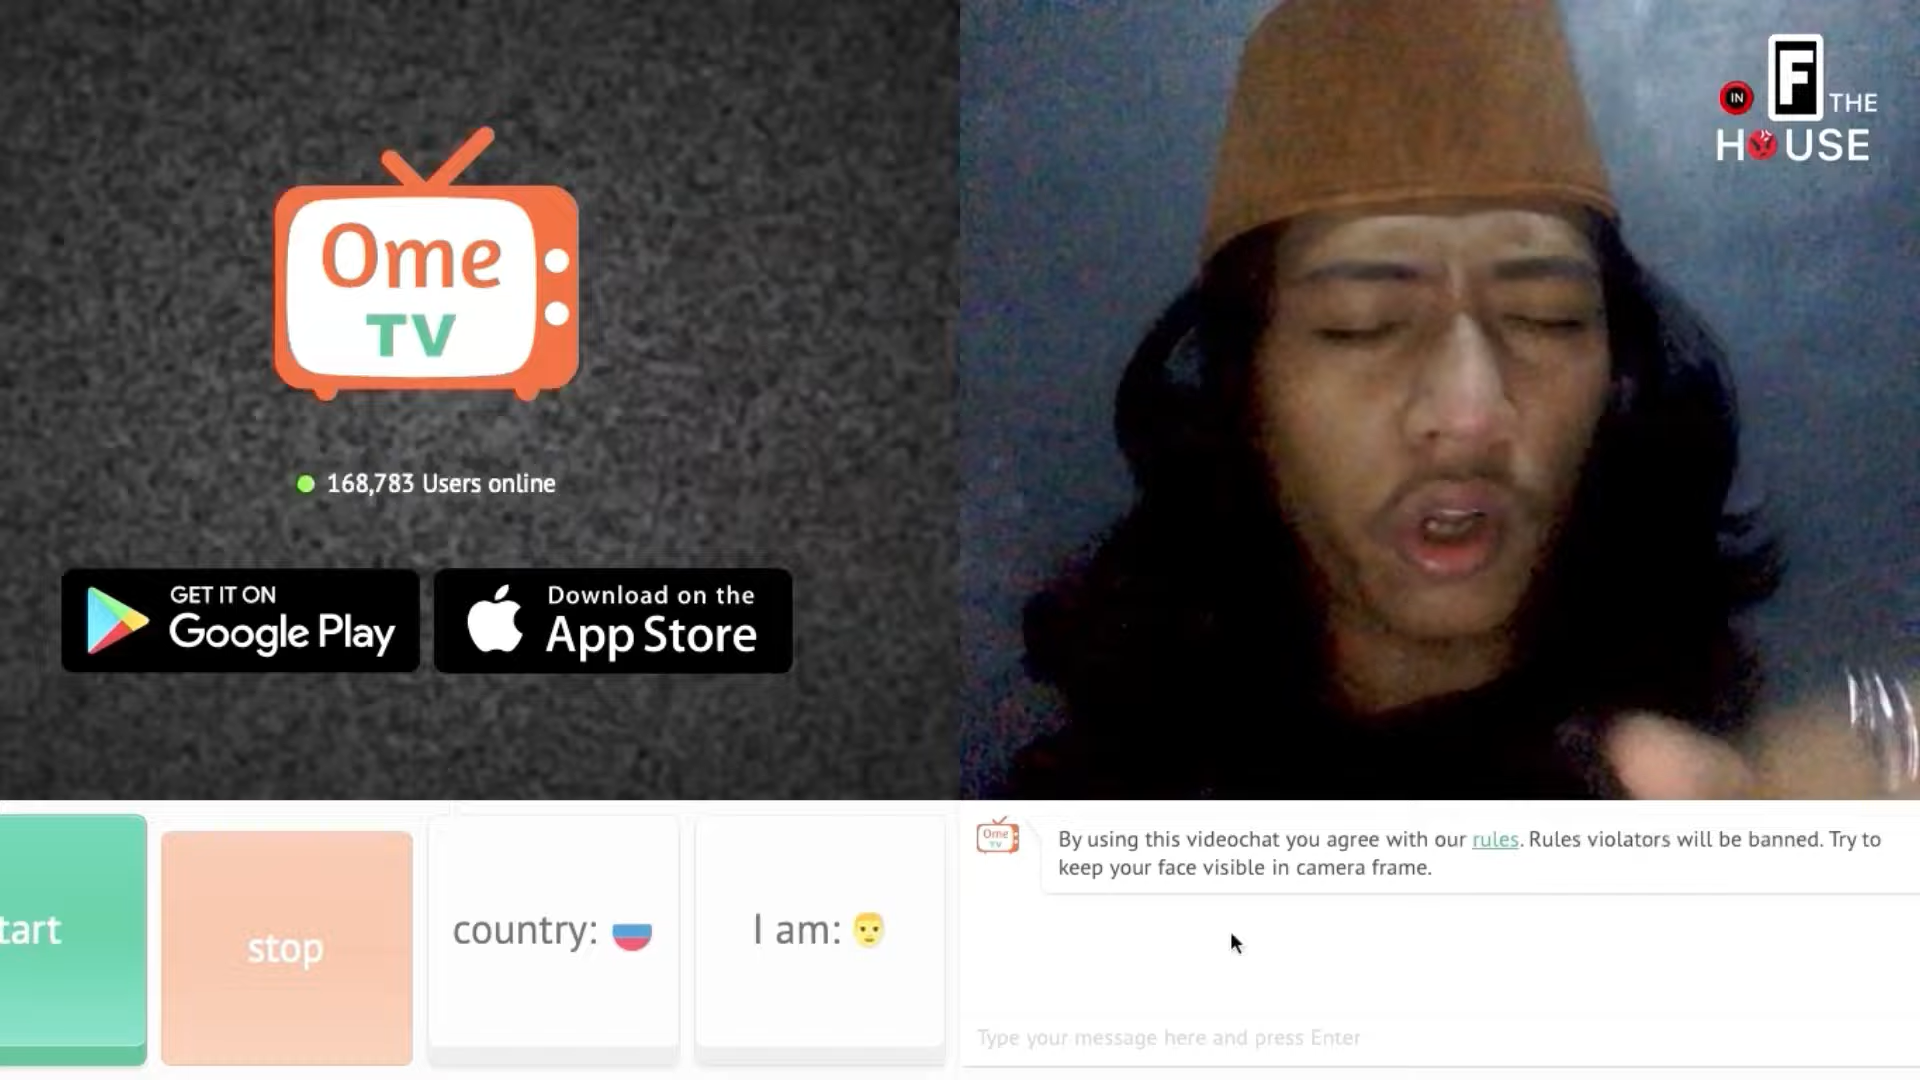 Ome
TV
168,783 Users online
GET IT ON
Google Play
Download on the
App Store
IN F THE
HOUSE
tart
stop
country:
I am:
Ome
TV
By using this videochat you agree with our rules. Rules violators will be banned. Try to
keep your face visible in camera frame.
Type your message here and press Enter